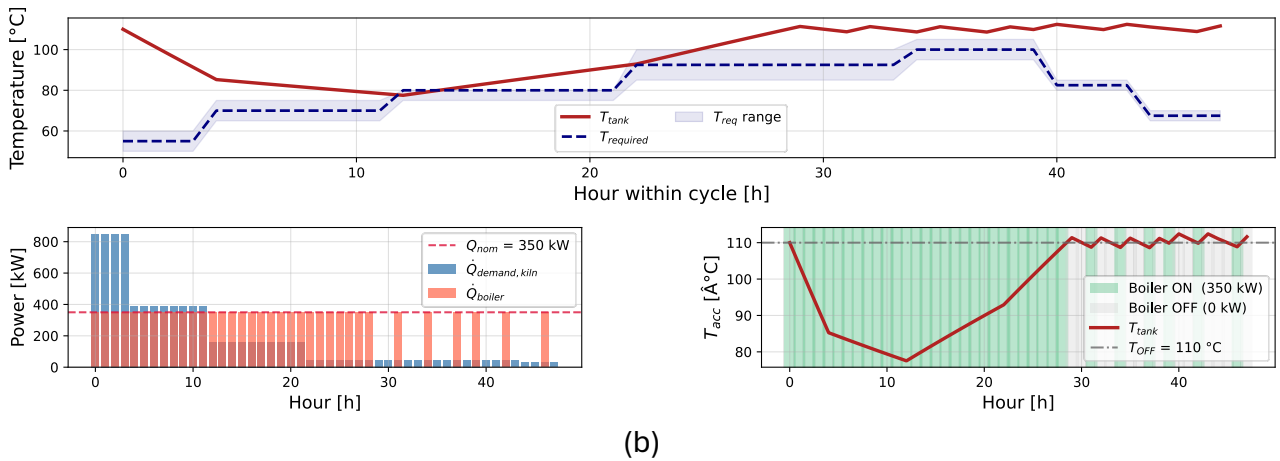 Temperature [°C]
100
80
60
T_tank
T_required
T_req range
0
10
20
30
40
Hour within cycle [h]
Power [kW]
800
600
400
200
0
Q_nom = 350 kW
Q̇_demand,kiln
Q̇_boiler
0
10
20
30
40
Hour [h]
T_acc [Â°C]
110
100
90
80
Boiler ON (350 kW)
Boiler OFF (0 kW)
T_tank
T_OFF = 110 °C
0
10
20
30
40
Hour [h]
(b)